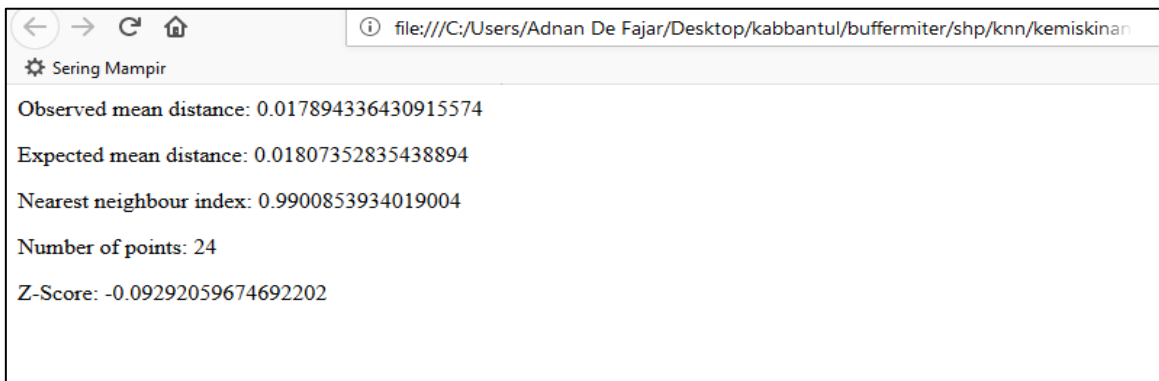 file:///C:/Users/Adnan De Fajar/Desktop/kabbantul/buffermiter/shp/knn/kemiskinan
Sering Mampir
Observed mean distance: 0.017894336430915574
Expected mean distance: 0.01807352835438894
Nearest neighbour index: 0.9900853934019004
Number of points: 24
Z-Score: -0.09292059674692202